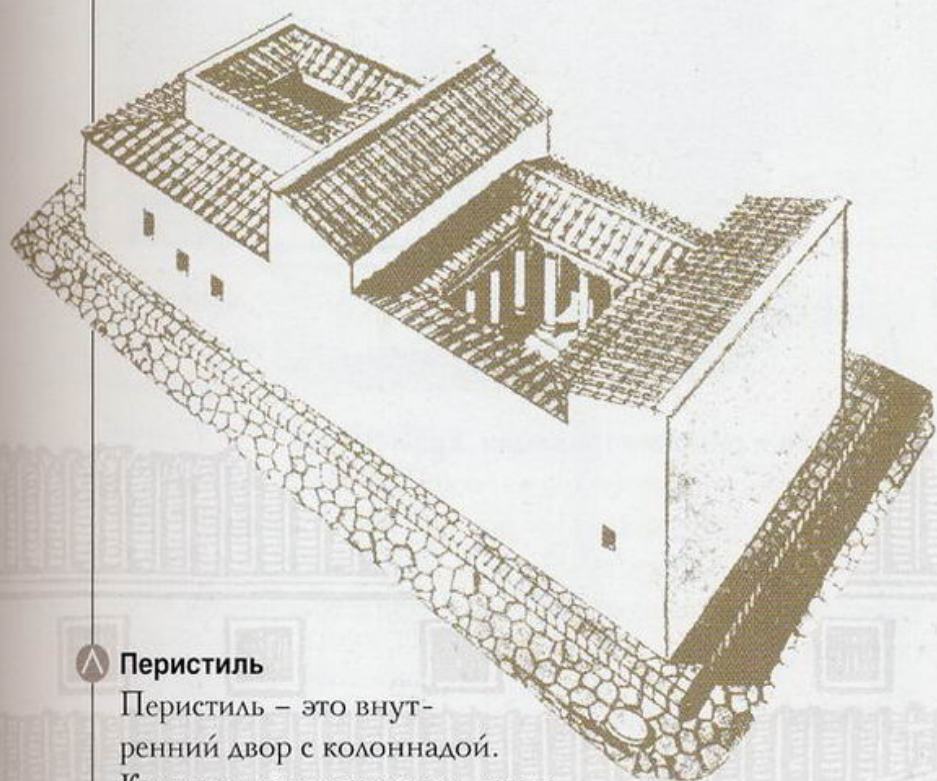 Перистиль
Перистиль – это внут-
ренний двор с колоннадой.